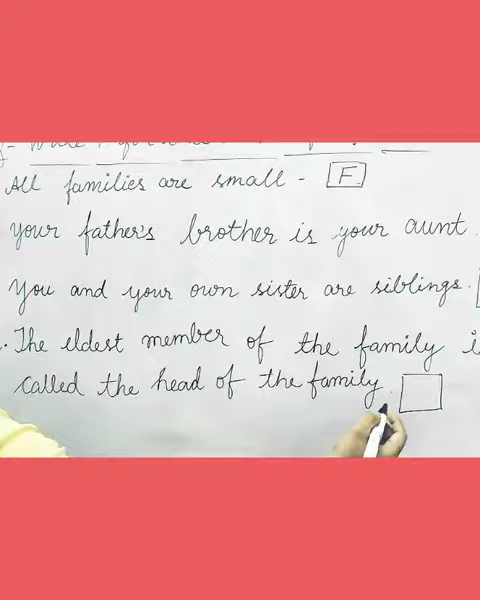 All families are small - F
your father's brother is your aunt.
You and your own sister are siblings.
. The eldest member of the family is
called the head of the family.